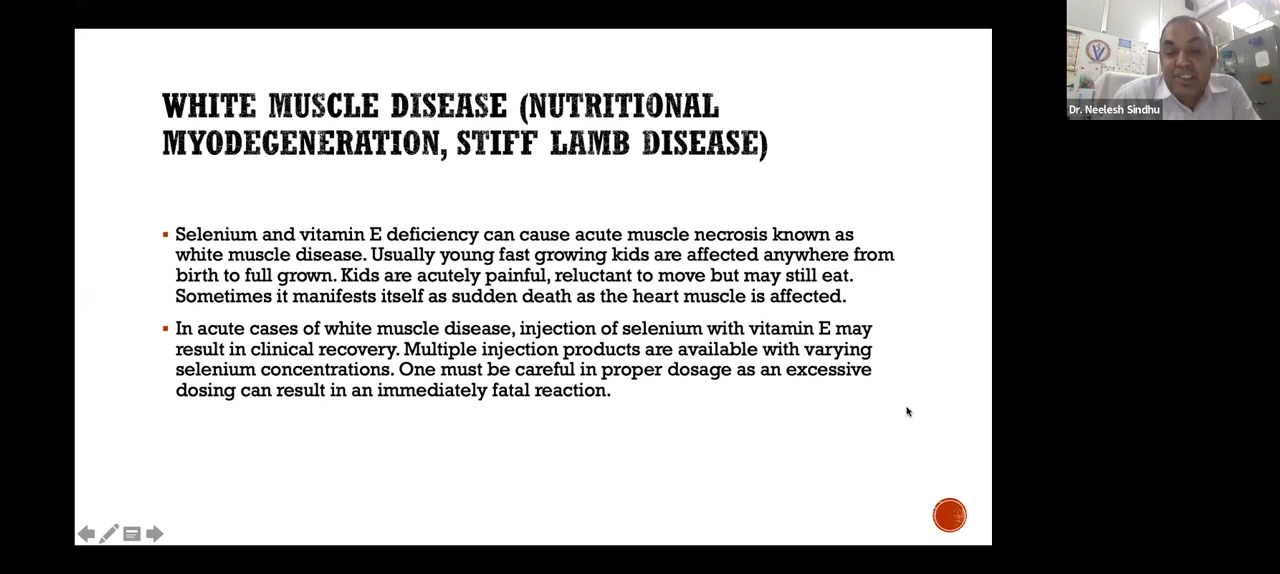 WHITE MUSCLE DISEASE (NUTRITIONAL
MYODEGENERATION, STIFF LAMB DISEASE)
▪ Selenium and vitamin E deficiency can cause acute muscle necrosis known as
white muscle disease. Usually young fast growing kids are affected anywhere from
birth to full grown. Kids are acutely painful, reluctant to move but may still eat.
Sometimes it manifests itself as sudden death as the heart muscle is affected.
▪ In acute cases of white muscle disease, injection of selenium with vitamin E may
result in clinical recovery. Multiple injection products are available with varying
selenium concentrations. One must be careful in proper dosage as an excessive
dosing can result in an immediately fatal reaction.
Dr. Neelesh Sindhu